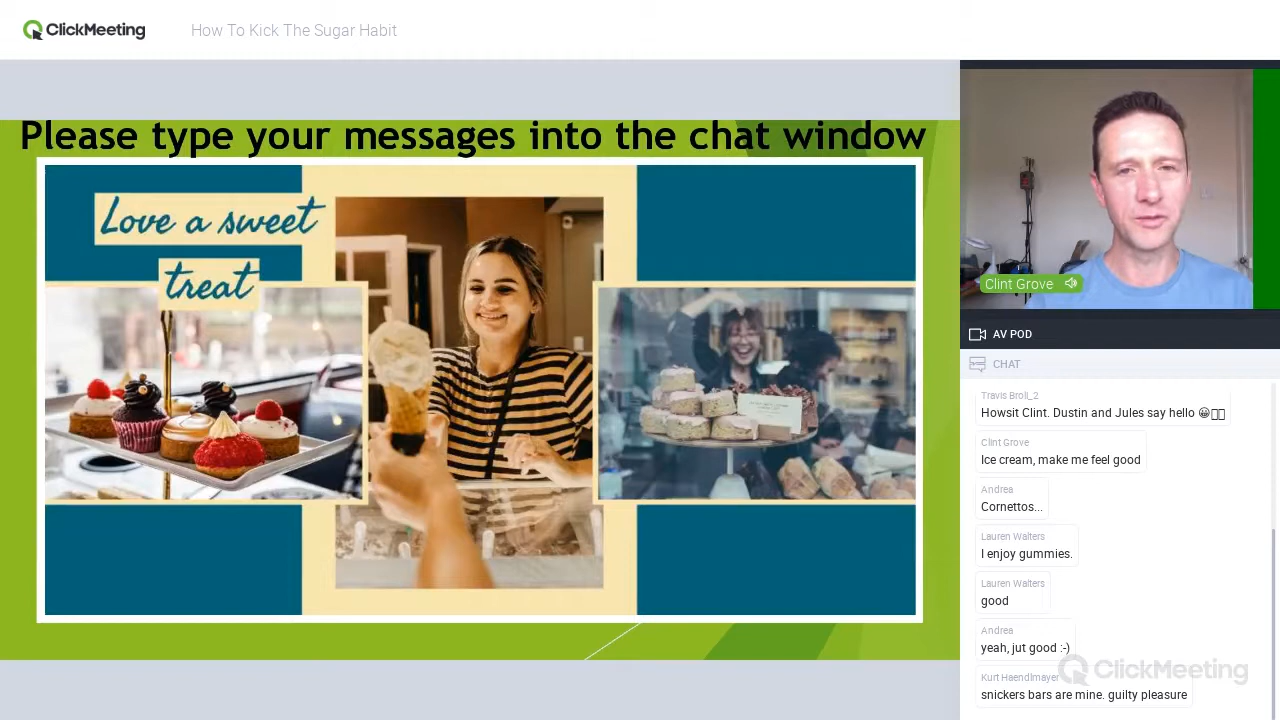 ClickMeeting
How To Kick The Sugar Habit
Please type your messages into the chat window
Love a sweet
treat
Clint Grove
AV POD
CHAT
Travis Broli_2
Howsit Clint. Dustin and Jules say hello 😀
Clint Grove
Ice cream, make me feel good
Andrea
Cornettos...
Lauren Walters
I enjoy gummies.
Lauren Walters
good
Andrea
yeah, jut good :-)
Kurt Haendlmayer
snickers bars are mine. guilty pleasure
ClickMeeting